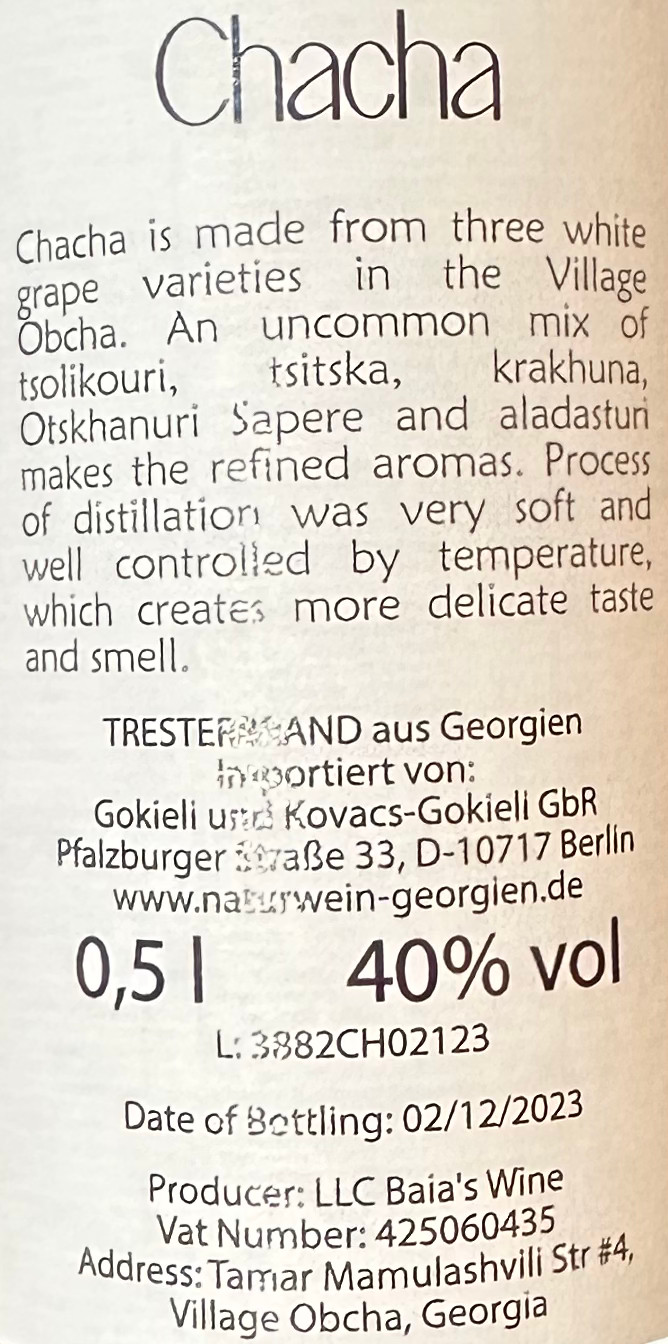 Chacha
Chacha is made from three white
grape varieties in the Village
Obcha. An uncommon mix of
tsolikouri, tsitska, krakhuna,
Otskhanuri Sapere and aladasturi
makes the refined aromas. Process
of distillation was very soft and
well controlled by temperature,
which creates more delicate taste
and smell.
TRESTERBRAND aus Georgien
Importiert von:
Gokieli und Kovacs-Gokieli GbR
Pfalzburger Straße 33, D-10717 Berlin
www.naturwein-georgien.de
0,5 l 40% vol
L: 3882CH02123
Date of Bottling: 02/12/2023
Producer: LLC Baia's Wine
Vat Number: 425060435
Address: Tamar Mamulashvili Str #4,
Village Obcha, Georgia